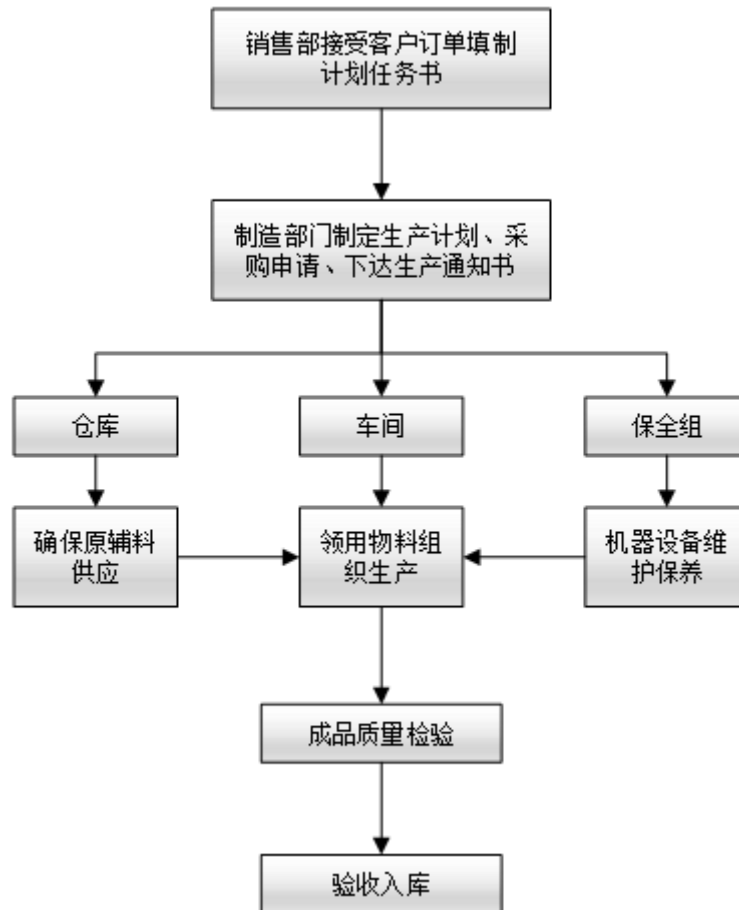 销售部接受客户订单填制
计划任务书
制造部门制定生产计划、采
购申请、下达生产通知书
仓库
车间
保全组
确保原辅料
供应
领用物料组
织生产
机器设备维
护保养
成品质量检验
验收入库